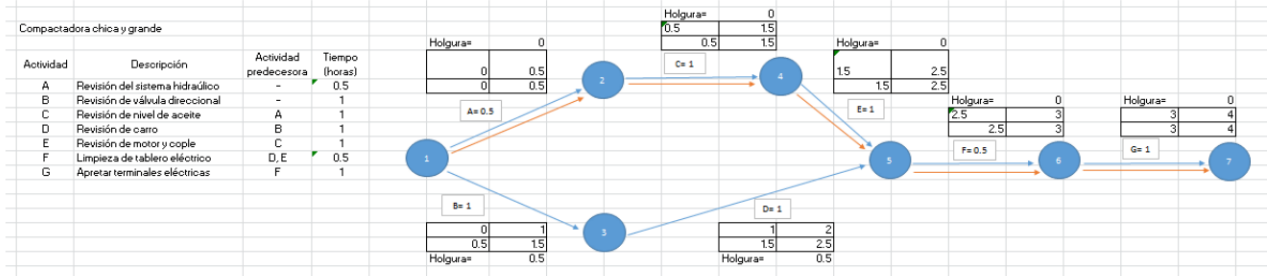 Compactadora chica y grande
Actividad Descripción Actividad predecesora Tiempo (horas)
A Revisión del sistema hidraúlico - 0.5
B Revisión de válvula direccional - 1
C Revisión de nivel de aceite A 1
D Revisión de carro B 1
E Revisión de motor y cople C 1
F Limpieza de tablero eléctrico D, E 0.5
G Apretar terminales eléctricas F 1
Holgura= 0
0 0.5
0 0.5
A= 0.5
Holgura= 0
0.5 1.5
0.5 1.5
C= 1
Holgura= 0
1.5 2.5
1.5 2.5
E= 1
Holgura= 0
2.5 3
2.5 3
F= 0.5
Holgura= 0
3 4
3 4
G= 1
1
2
3
4
5
6
7
B= 1
0 1
0.5 1.5
Holgura= 0.5
D= 1
1 2
1.5 2.5
Holgura= 0.5